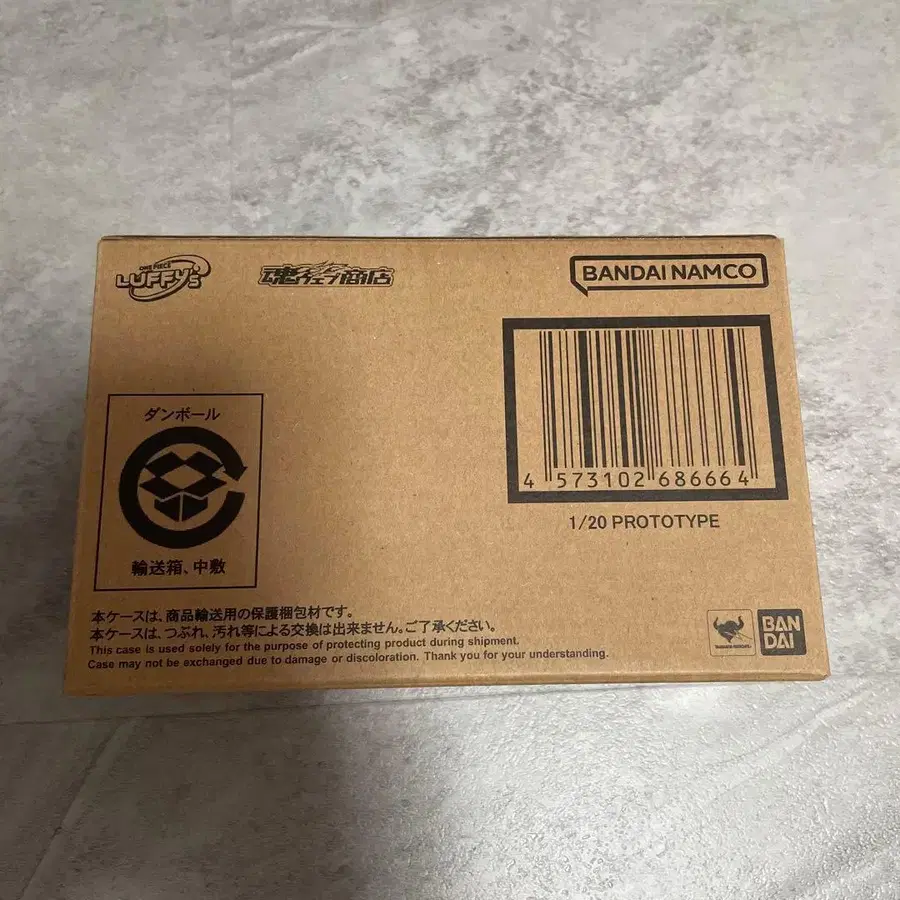 ONE PIECE
LUFFY's
魂ウェブ商店
BANDAI NAMCO
4 573102 686664
1/20 PROTOTYPE
ダンボール
輸送箱、中敷
本ケースは、商品輸送用の保護梱包材です。
本ケースは、つぶれ、汚れ等による交換は出来ません。ご了承ください。
This case is used solely for the purpose of protecting product during shipment.
Case may not be exchanged due to damage or discoloration. Thank you for your understanding.
BAN
DAI